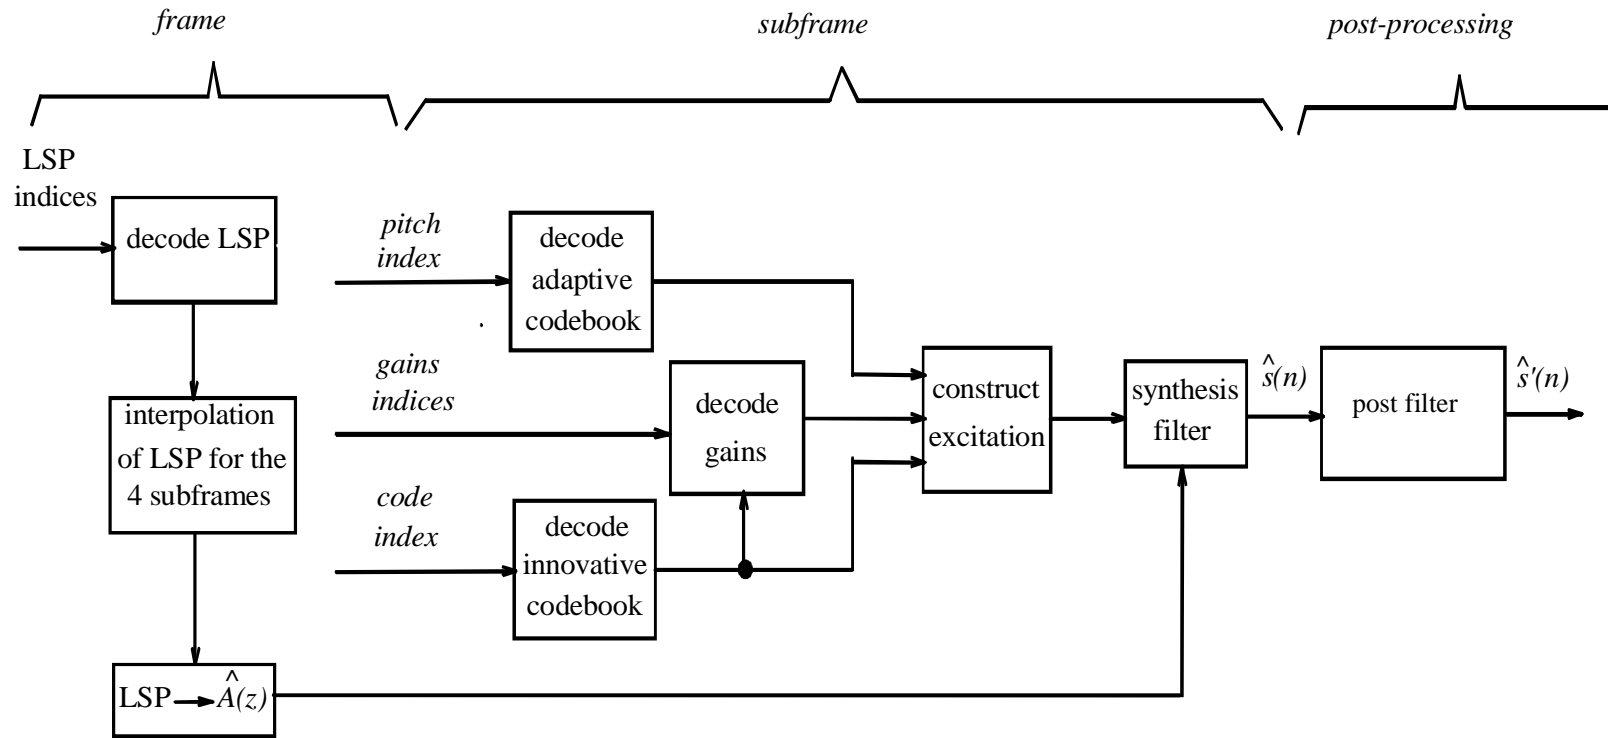 frame
subframe
post-processing
LSP
indices
decode LSP
interpolation
of LSP for the
4 subframes
LSP → Â(z)
pitch
index
decode
adaptive
codebook
gains
indices
decode
gains
code
index
decode
innovative
codebook
construct
excitation
synthesis
filter
ŝ(n)
post filter
ŝ'(n)